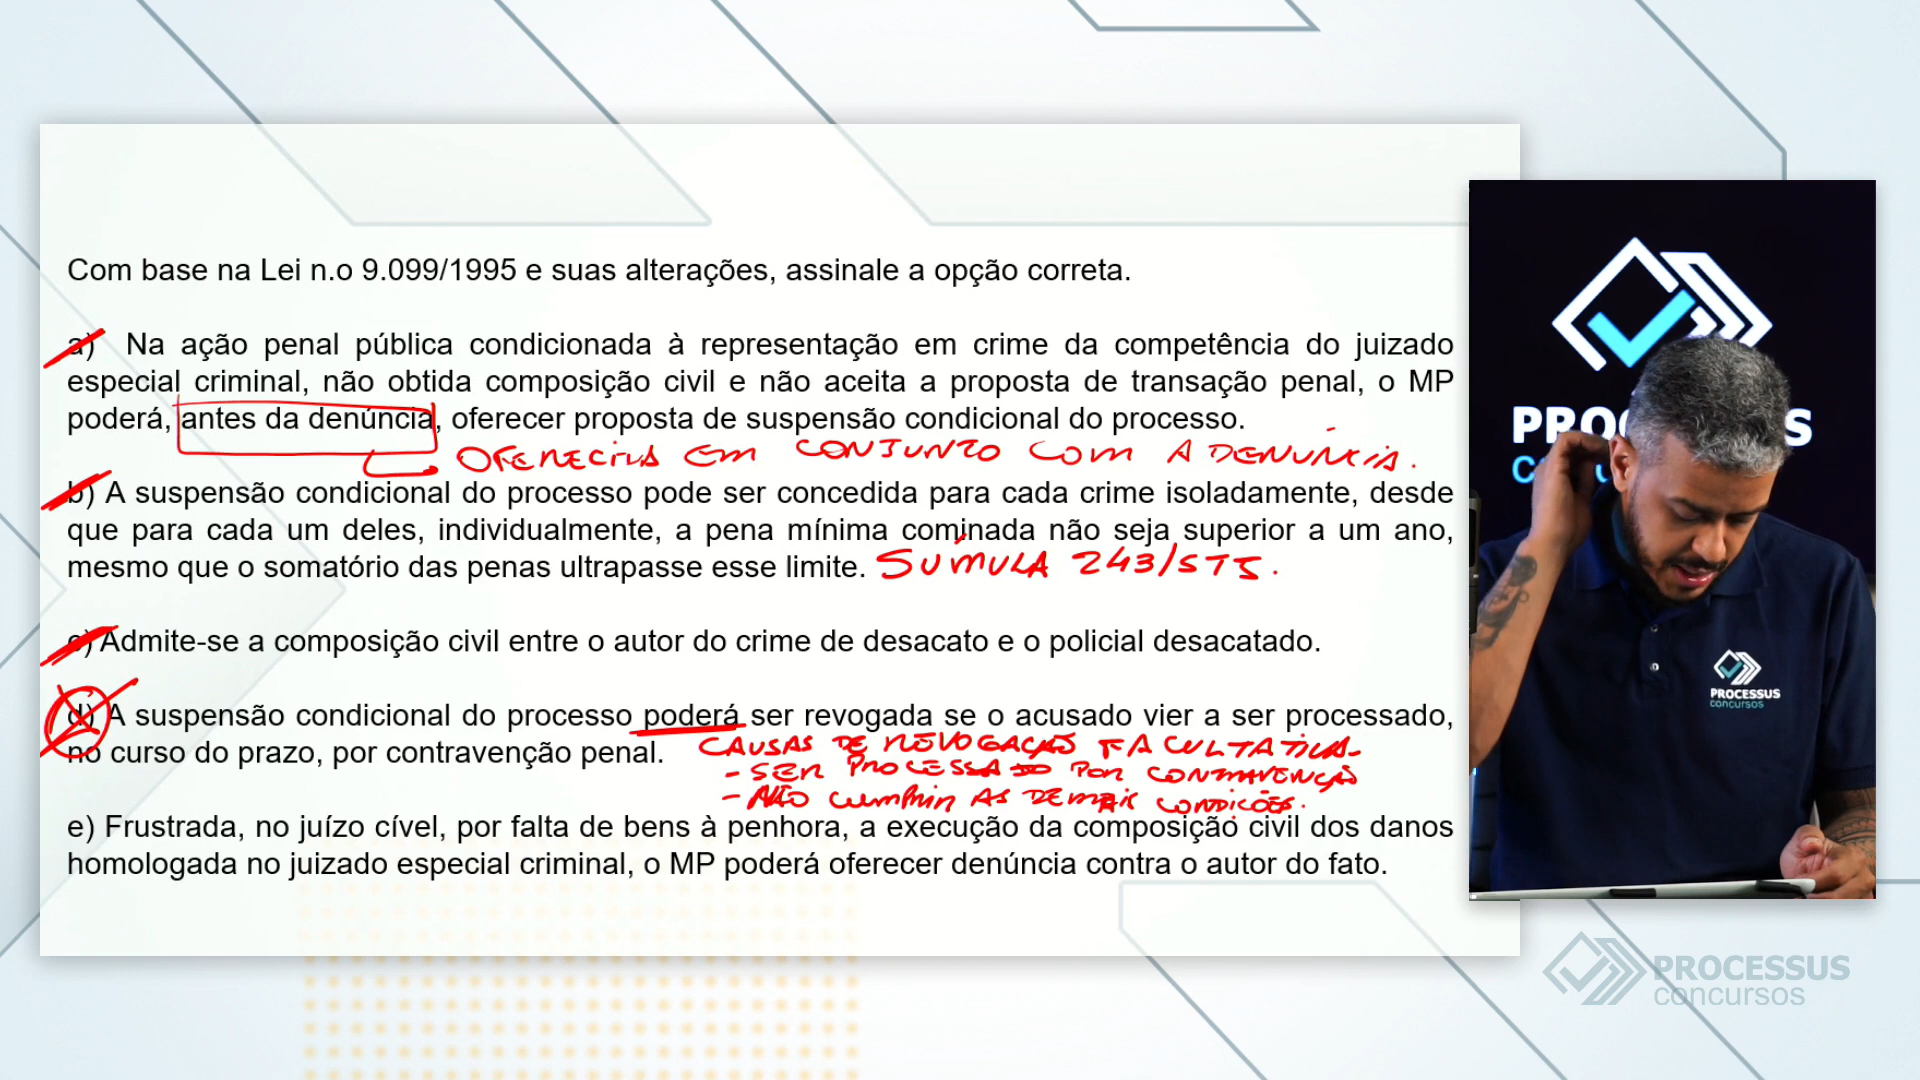 Com base na Lei n.o 9.099/1995 e suas alterações, assinale a opção correta.
a) Na ação penal pública condicionada à representação em crime da competência do juizado
especial criminal, não obtida composição civil e não aceita a proposta de transação penal, o MP
poderá, antes da denúncia, oferecer proposta de suspensão condicional do processo.
OFERECIDA EM CONJUNTO COM A DENÚNCIA.
b) A suspensão condicional do processo pode ser concedida para cada crime isoladamente, desde
que para cada um deles, individualmente, a pena mínima cominada não seja superior a um ano,
mesmo que o somatório das penas ultrapasse esse limite. SÚMULA 243/STJ.
c) Admite-se a composição civil entre o autor do crime de desacato e o policial desacatado.
d) A suspensão condicional do processo poderá ser revogada se o acusado vier a ser processado,
no curso do prazo, por contravenção penal.
CAUSAS DE REVOGAÇÃO FACULTATIVA
- SER PROCESSADO POR CONTRAVENÇÃO
- NÃO CUMPRIR AS DEMAIS CONDIÇÕES.
e) Frustrada, no juízo cível, por falta de bens à penhora, a execução da composição civil dos danos
homologada no juizado especial criminal, o MP poderá oferecer denúncia contra o autor do fato.
PROCESSUS
concursos
PROCESSUS
concursos